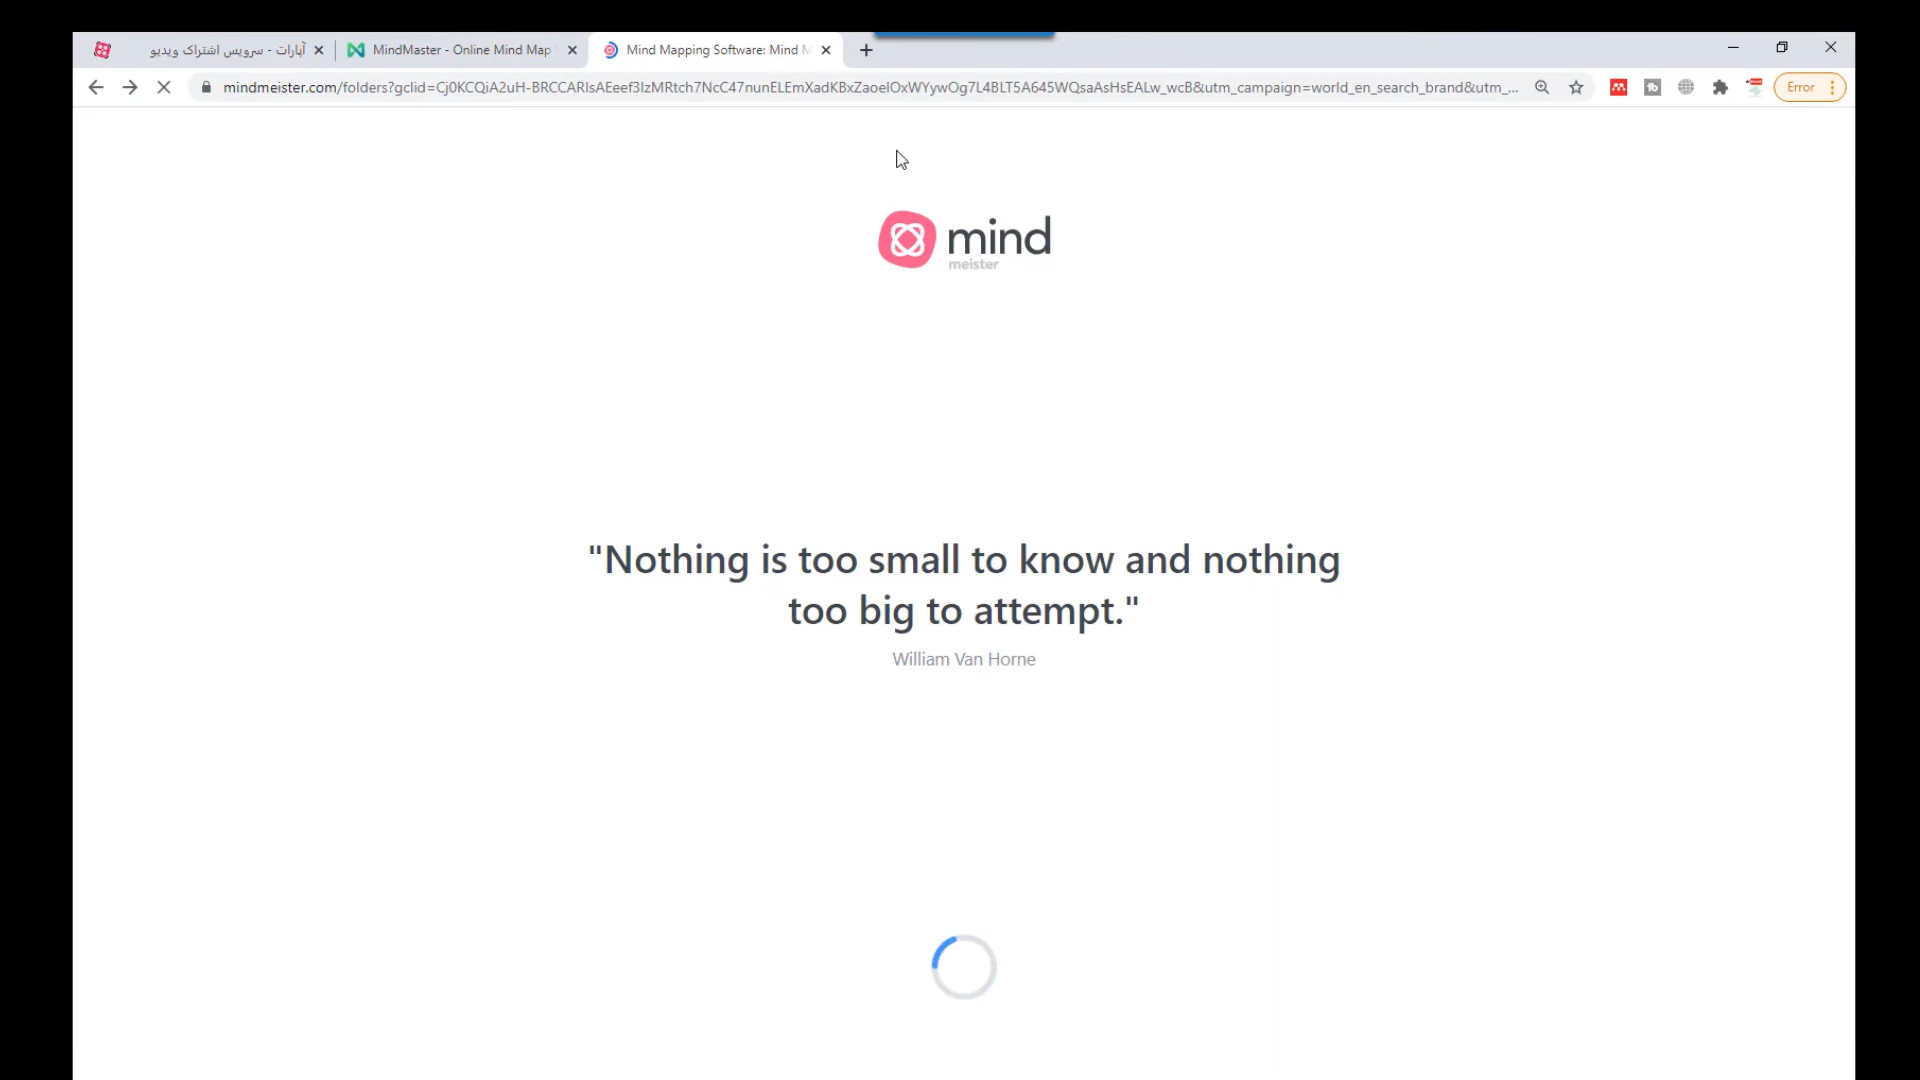 آپارات - سرویس اشتراک ویدیو
MindMaster - Online Mind Map
Mind Mapping Software: Mind M
mindmeister.com/folders?gclid=Cj0KCQiA2uH-BRCCARIsAEeef3IzMRtch7NcC47nunELEmXadKBxZaoeIOxWYywOg7L4BLT5A645WQsaAsHsEALw_wcB&utm_campaign=world_en_search_brand&utm_...
Error
mind
meister
"Nothing is too small to know and nothing
too big to attempt."
William Van Horne